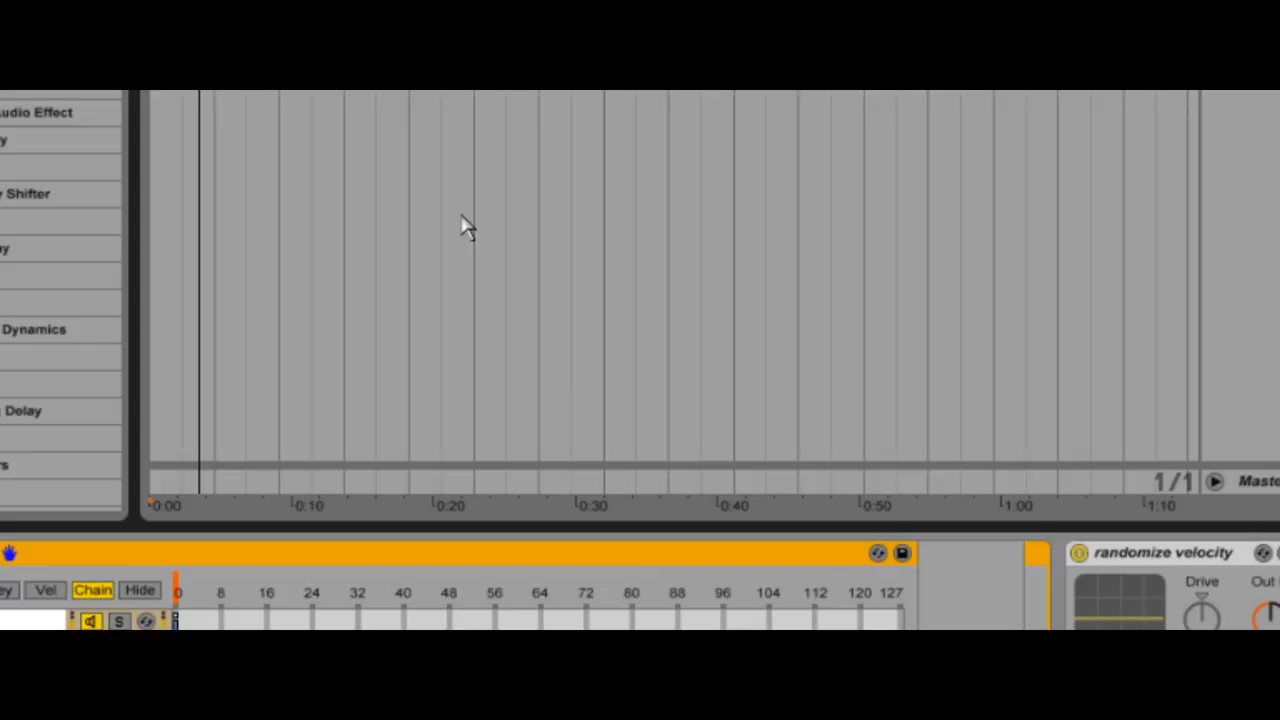 udio Effect
y
Shifter
y
Dynamics
Delay
rs
1/1
Maste
0:00 0:10 0:20 0:30 0:40 0:50 1:00 1:10
randomize velocity
ey Vel Chain Hide 0 8 16 24 32 40 48 56 64 72 80 88 96 104 112 120 127
Drive Out
S